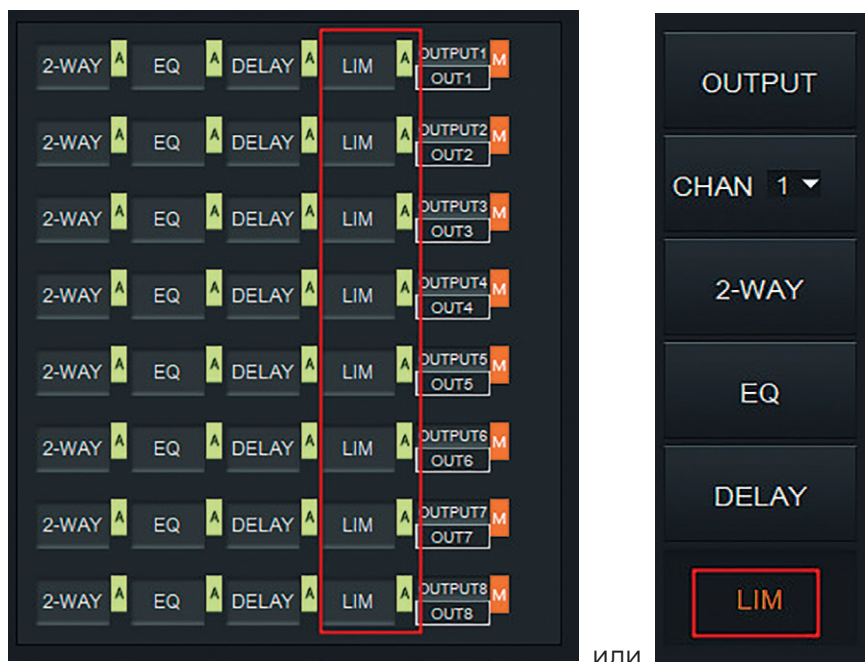 2-WAY A EQ A DELAY A LIM A OUTPUT1 M
OUT1
2-WAY A EQ A DELAY A LIM A OUTPUT2 M
OUT2
2-WAY A EQ A DELAY A LIM A OUTPUT3 M
OUT3
2-WAY A EQ A DELAY A LIM A OUTPUT4 M
OUT4
2-WAY A EQ A DELAY A LIM A OUTPUT5 M
OUT5
2-WAY A EQ A DELAY A LIM A OUTPUT6 M
OUT6
2-WAY A EQ A DELAY A LIM A OUTPUT7 M
OUT7
2-WAY A EQ A DELAY A LIM A OUTPUT8 M
OUT8
или
OUTPUT
CHAN 1
2-WAY
EQ
DELAY
LIM